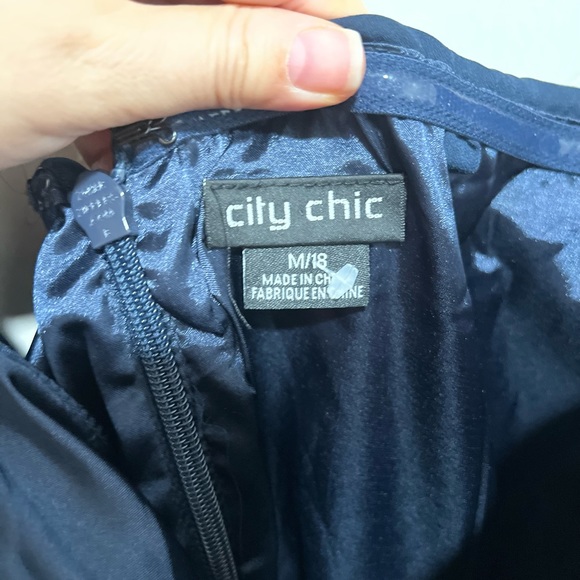 city chic
M/18
MADE IN
FABRIQUE EN